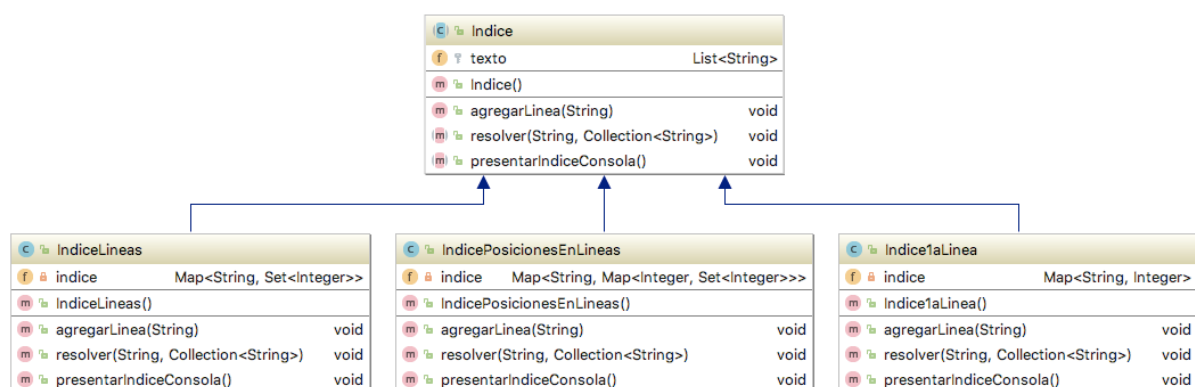 Indice
texto List<String>
Indice()
agregarLinea(String) void
resolver(String, Collection<String>) void
presentarIndiceConsola() void
IndiceLineas
indice Map<String, Set<Integer>>
IndiceLineas()
agregarLinea(String) void
resolver(String, Collection<String>) void
presentarIndiceConsola() void
IndicePosicionesEnLineas
indice Map<String, Map<Integer, Set<Integer>>>
IndicePosicionesEnLineas()
agregarLinea(String) void
resolver(String, Collection<String>) void
presentarIndiceConsola() void
Indice1aLinea
indice Map<String, Integer>
Indice1aLinea()
agregarLinea(String) void
resolver(String, Collection<String>) void
presentarIndiceConsola() void